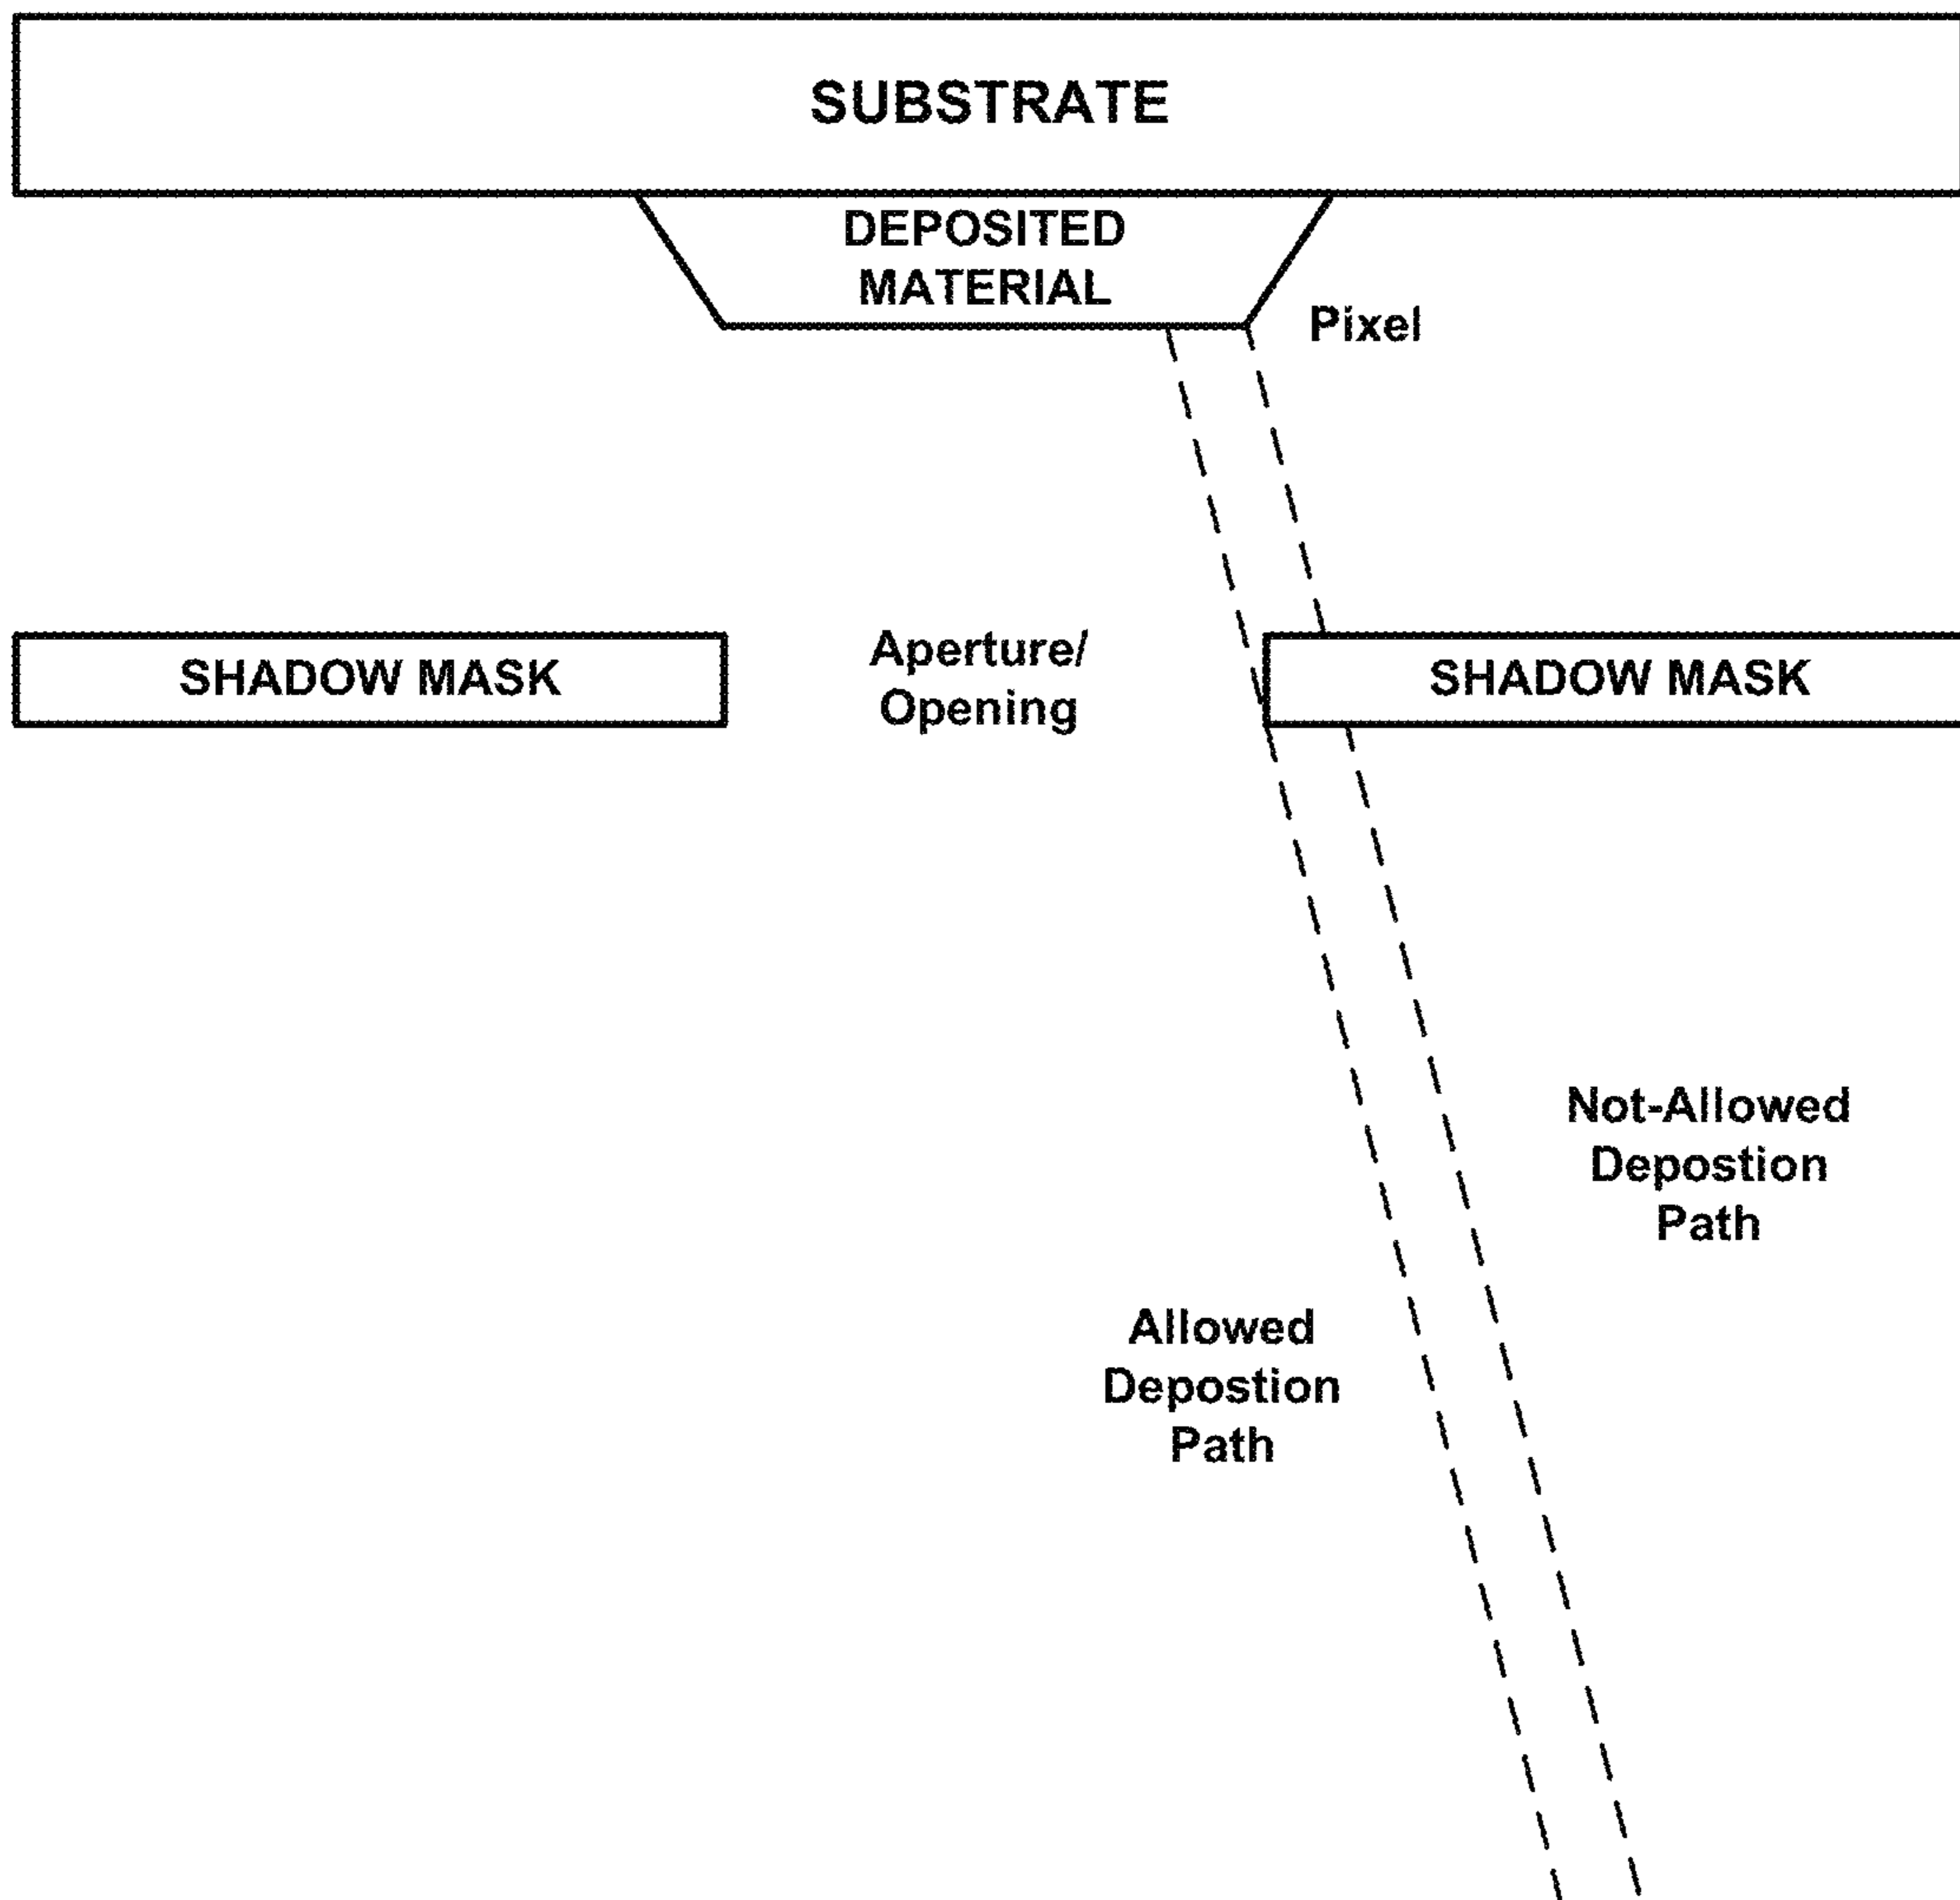 SUBSTRATE
DEPOSITED
MATERIAL
Pixel
SHADOW MASK
Aperture/
Opening
SHADOW MASK
Not-Allowed
Depostion
Path
Allowed
Depostion
Path